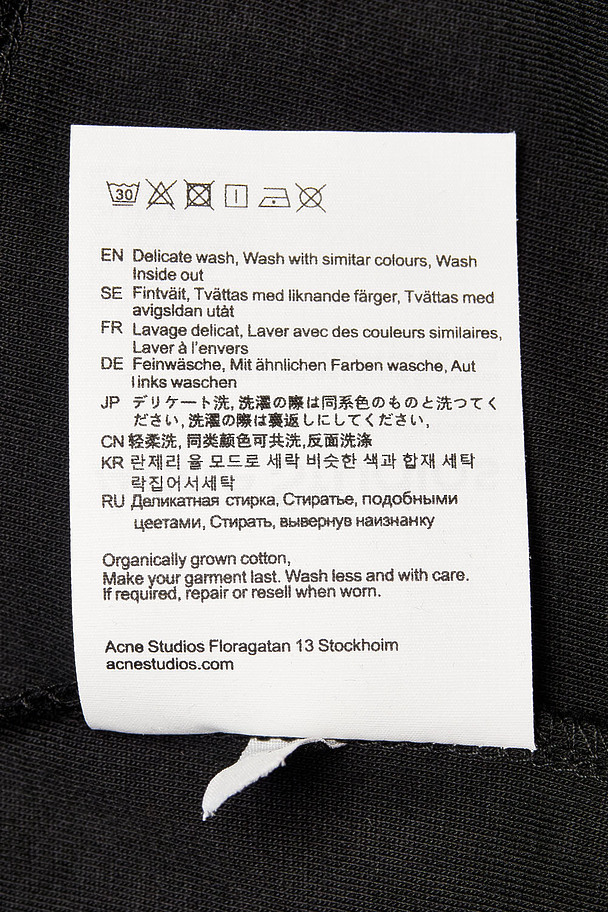 30
EN Delicate wash, Wash with simitar colours, Wash
Inside out
SE Fintväit, Tvättas med liknande färger, Tvättas med
avigsldan utåt
FR Lavage delicat, Laver avec des couleurs similaires,
Laver à l'envers
DE Feinwäsche, Mit ähnlichen Farben wasche, Aut
links waschen
JP デリケート洗, 洗濯の際は同系色のものと洗つてく
ださい, 洗濯の際は裏返しにしてください,
CN 轻柔洗, 同类颜色可共洗,反面洗涤
KR 란제리 울 모드로 세락 비슷한 색과 합재 세탁
락집어서세탁
RU Деликатная стирка, Стиратье, подобными
цветами, Стирать, вывернув наизнанку
Organically grown cotton,
Make your garment last. Wash less and with care.
If required, repair or resell when worn.
Acne Studios Floragatan 13 Stockhoim
acnestudios.com